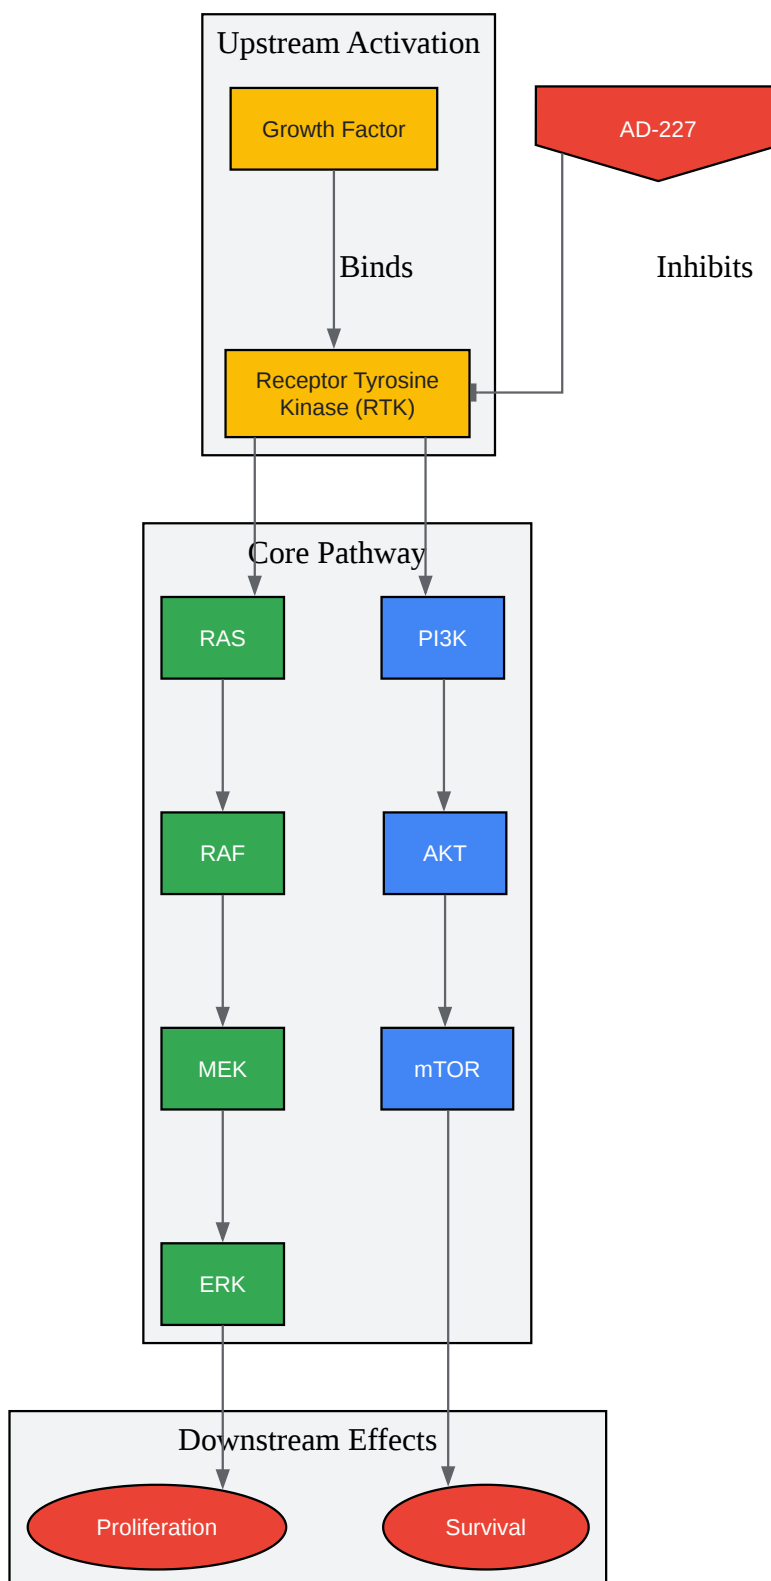 Upstream Activation
Growth Factor
AD-227
Binds
Inhibits
Receptor Tyrosine
Kinase (RTK)
Core Pathway
RAS
PI3K
RAF
AKT
MEK
mTOR
ERK
Downstream Effects
Proliferation
Survival